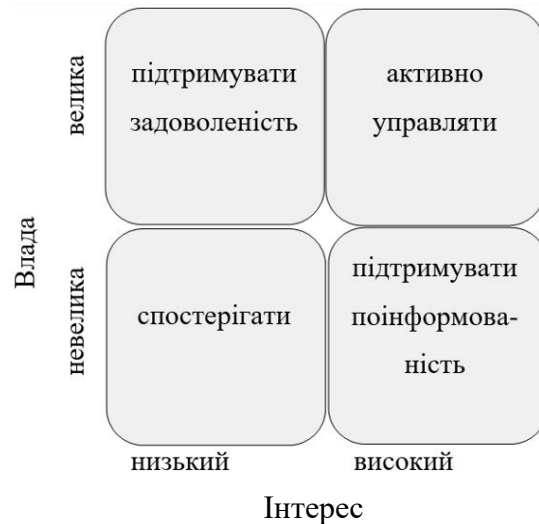 велика
підтримувати
задоволеність
активно
управляти
Влада
невелика
спостерігати
підтримувати
поінформова-
ність
низький
високий
Інтерес